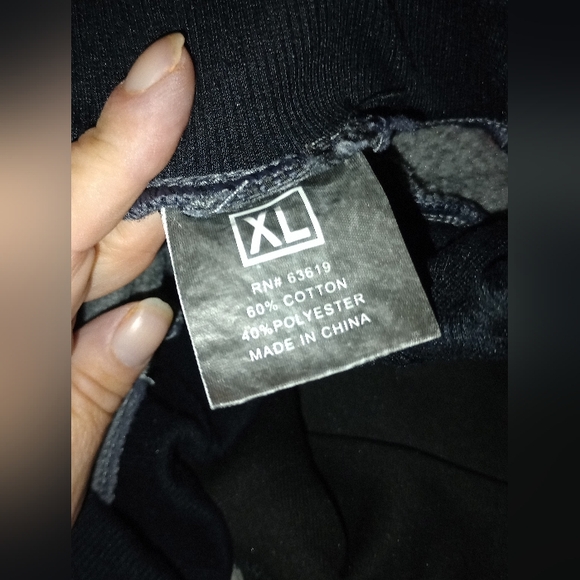 XL
RN# 63619
60% COTTON
40% POLYESTER
MADE IN CHINA